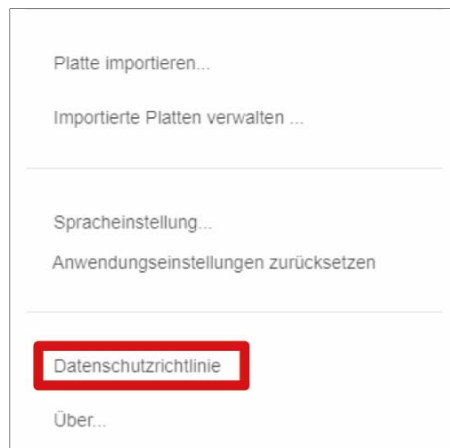 Platte importieren...
Importierte Platten verwalten ...
Spracheinstellung...
Anwendungseinstellungen zurücksetzen
Datenschutzrichtlinie
Über...